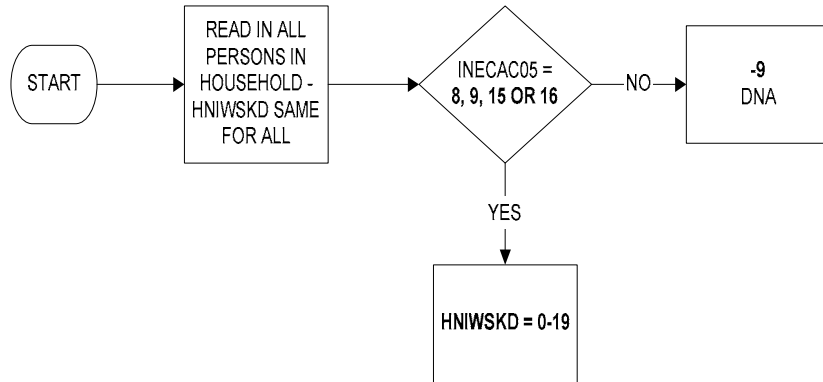 START
READ IN ALL
PERSONS IN
HOUSEHOLD -
HNIWSKD SAME
FOR ALL
INECAC05 =
8, 9, 15 OR 16
NO
-9
DNA
YES
HNIWSKD = 0-19